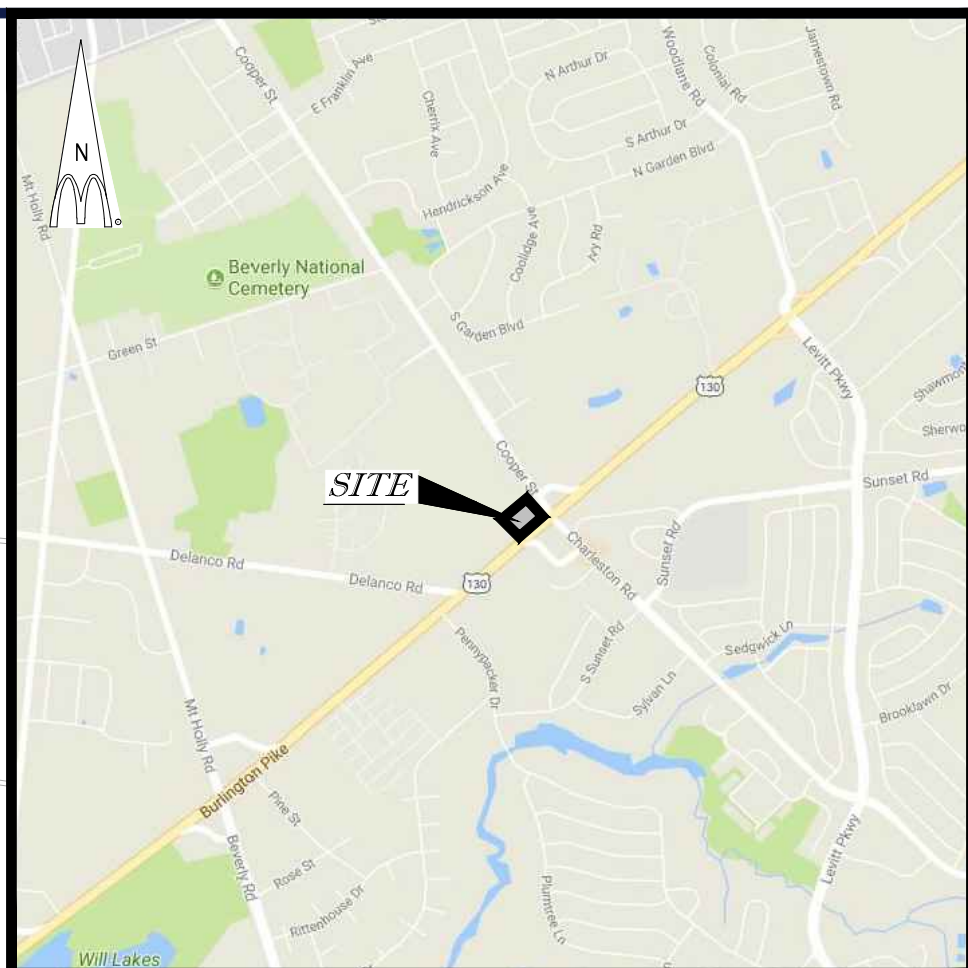 Cooper St
E Franklin Ave
Cherrix Ave
N Arthur Dr
Woodlane Rd
Colonial Rd
Jamestown Rd
S Arthur Dr
N Garden Blvd
N
Mt Holly Rd
Hendrickson Ave
Coolidge Ave
Ivy Rd
Beverly National
Cemetery
S Garden Blvd
Green St
Levitt Pkwy
130
Shawmont
Sherwo
Cooper St
SITE
Sunset Rd
Delanco Rd
Delanco Rd
130
Charleston Rd
Sunset Rd
Pennypacker Dr
S Sunset Rd
Sedgwick Ln
Sylvan Ln
Brooklawn Dr
Mt Holly Rd
Burlington Pike
Pine St
Beverly Rd
Rose St
Rittenhouse Dr
Plumtree Ln
Levitt Pkwy
Will Lakes